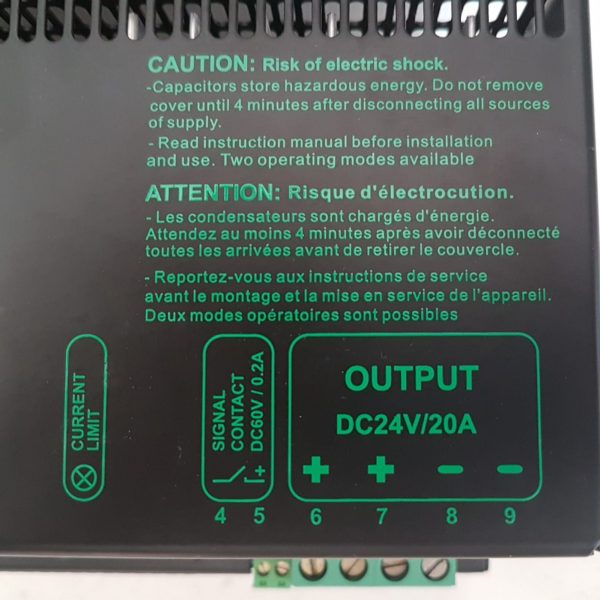 CAUTION: Risk of electric shock.
-Capacitors store hazardous energy. Do not remove
cover until 4 minutes after disconnecting all sources
of supply.
- Read instruction manual before installation
and use. Two operating modes available
ATTENTION: Risque d'électrocution.
- Les condensateurs sont chargés d'énergie.
Attendez au moins 4 minutes après avoir déconnecté
toutes les arrivées avant de retirer le couvercle.
- Reportez-vous aux instructions de service
avant le montage et la mise en service de l'appareil.
Deux modes opératoires sont possibles
CURRENT
LIMIT
SIGNAL
CONTACT
DC60V/0.2A
+
OUTPUT
DC24V/20A
+ + - -
4 5 6 7 8 9